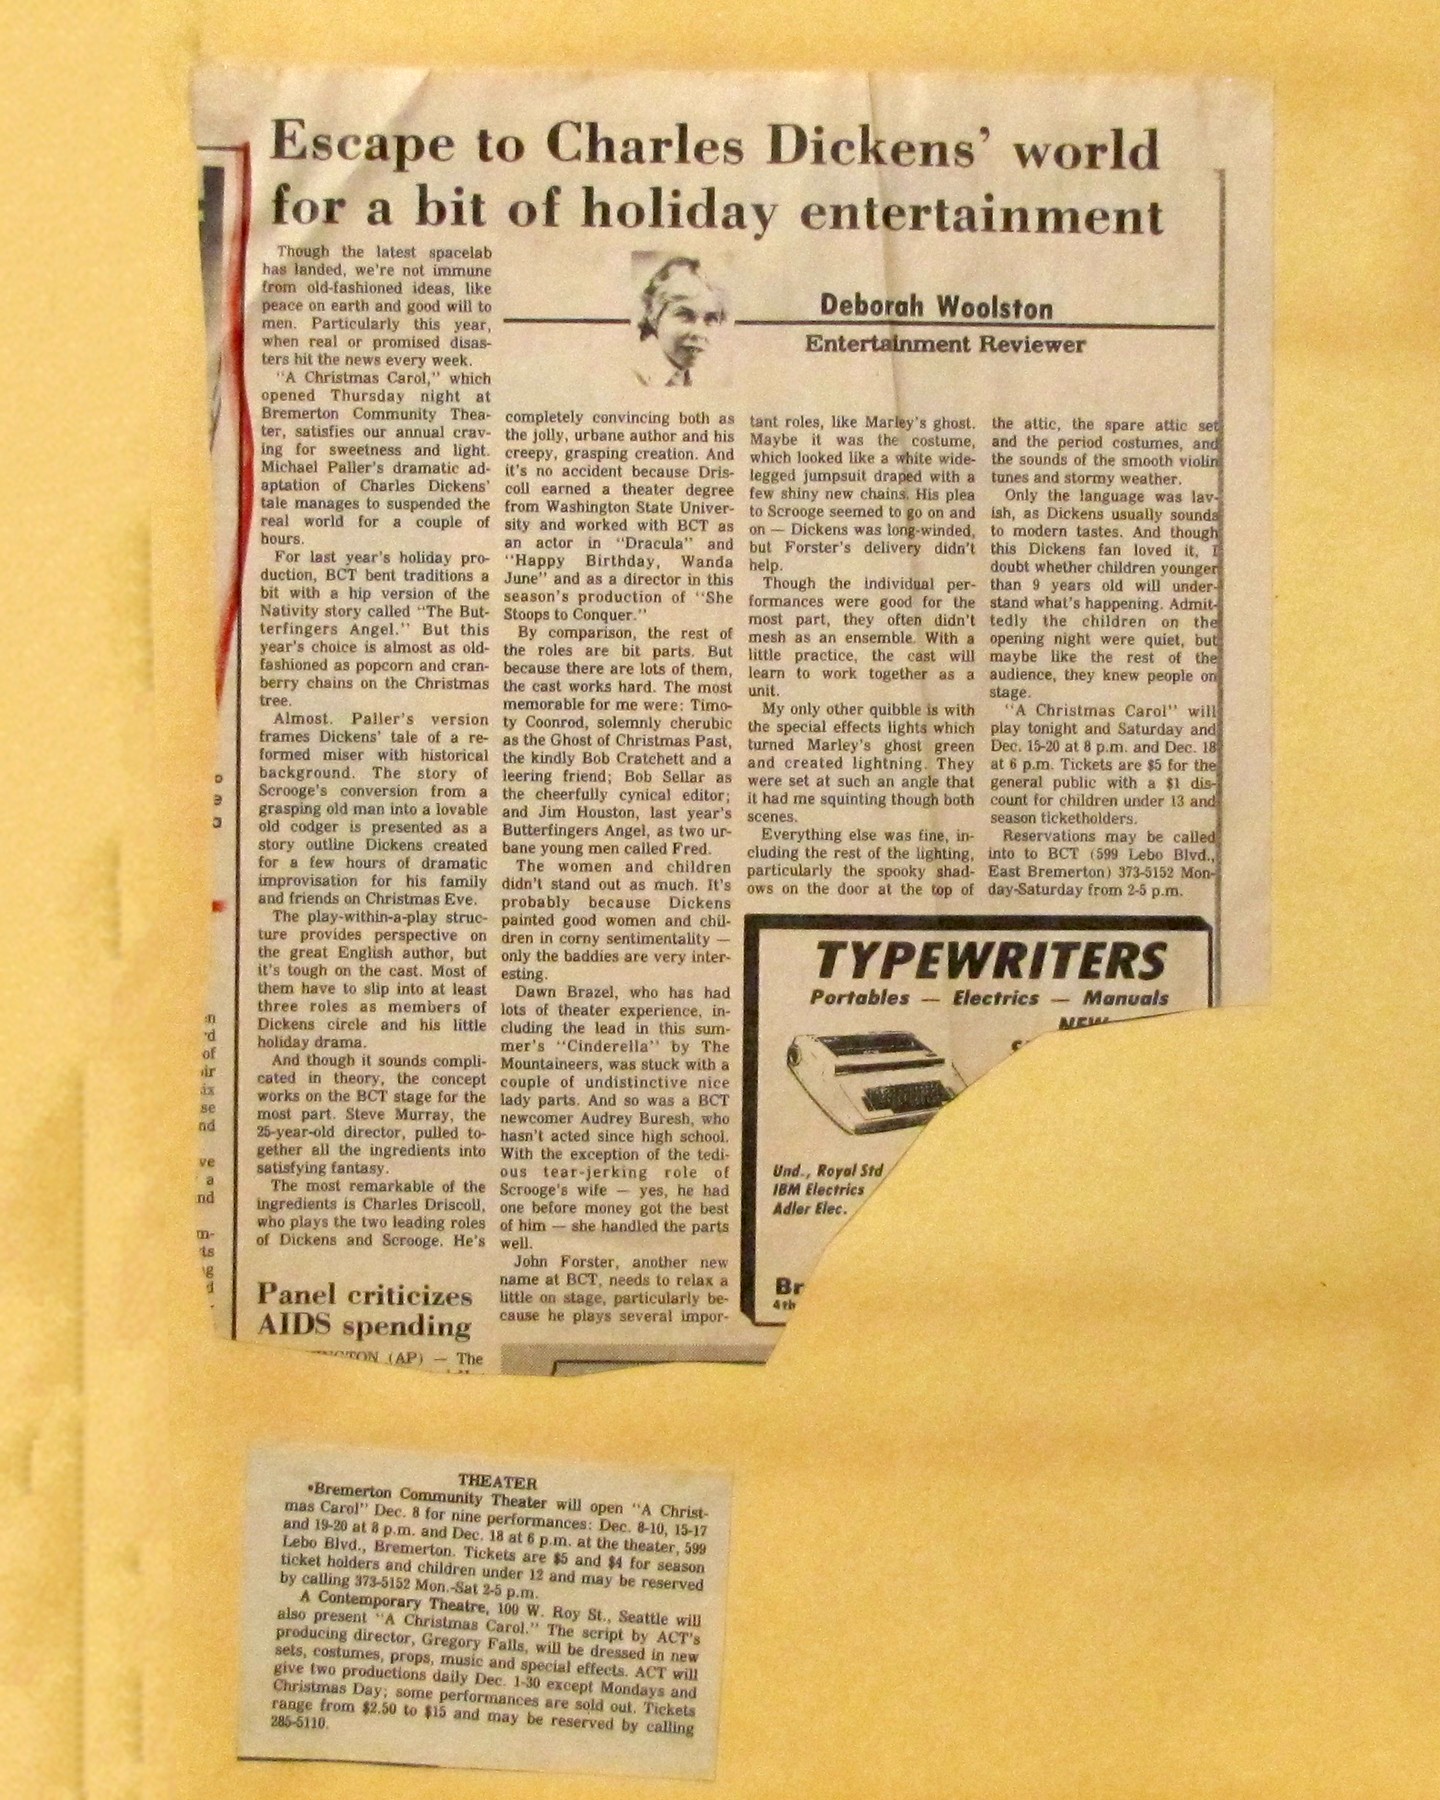 Escape to Charles Dickens' world
for a bit of holiday entertainment
Deborah Woolston
Entertainment Reviewer
Though the latest spacelab
has landed, we're not immune
from old-fashioned ideas, like
peace on earth and good will to
men. Particularly this year,
when real or promised disas-
ters hit the news every week.
"A Christmas Carol," which
opened Thursday night at
Bremerton Community Thea-
ter, satisfies our annual crav-
ing for sweetness and light.
Michael Paller's dramatic ad-
aptation of Charles Dickens'
tale manages to suspended the
real world for a couple of
hours.
For last year's holiday pro-
duction, BCT bent traditions a
bit with a hip version of the
Nativity story called "The But-
terfingers Angel." But this
year's choice is almost as old-
fashioned as popcorn and cran-
berry chains on the Christmas
tree.
Almost. Paller's version
frames Dickens' tale of a re-
formed miser with historical
background. The story of
Scrooge's conversion from a
grasping old man into a lovable
old codger is presented as a
story outline Dickens created
for a few hours of dramatic
improvisation for his family
and friends on Christmas Eve.
The play-within-a-play struc-
ture provides perspective on
the great English author, but
it's tough on the cast. Most of
them have to slip into at least
three roles as members of
Dickens circle and his little
holiday drama.
And though it sounds compli-
cated in theory, the concept
works on the BCT stage for the
most part. Steve Murray, the
25-year-old director, pulled to-
gether all the ingredients into
satisfying fantasy.
The most remarkable of the
ingredients is Charles Driscoll,
who plays the two leading roles
of Dickens and Scrooge. He's
completely convincing both as
the jolly, urbane author and his
creepy, grasping creation. And
it's no accident because Dris-
coll earned a theater degree
from Washington State Univer-
sity and worked with BCT as
an actor in "Dracula" and
"Happy Birthday, Wanda
June" and as a director in this
season's production of "She
Stoops to Conquer."
By comparison, the rest of
the roles are bit parts. But
because there are lots of them,
the cast works hard. The most
memorable for me were: Timo-
ty Coonrod, solemnly cherubic
as the Ghost of Christmas Past,
the kindly Bob Cratchett and a
leering friend; Bob Sellar as
the cheerfully cynical editor;
and Jim Houston, last year's
Butterfingers Angel, as two ur-
bane young men called Fred.
The women and children
didn't stand out as much. It's
probably because Dickens
painted good women and chil-
dren in corny sentimentality —
only the baddies are very inter-
esting.
Dawn Brazel, who has had
lots of theater experience, in-
cluding the lead in this sum-
mer's "Cinderella" by The
Mountaineers, was stuck with a
couple of undistinctive nice
lady parts. And so was a BCT
newcomer Audrey Buresh, who
hasn't acted since high school.
With the exception of the tedi-
ous tear-jerking role of
Scrooge's wife — yes, he had
one before money got the best
of him — she handled the parts
well.
John Forster, another new
name at BCT, needs to relax a
little on stage, particularly be-
cause he plays several impor-
tant roles, like Marley's ghost.
Maybe it was the costume,
which looked like a white wide-
legged jumpsuit draped with a
few shiny new chains. His plea
to Scrooge seemed to go on and
on — Dickens was long-winded,
but Forster's delivery didn't
help.
Though the individual per-
formances were good for the
most part, they often didn't
mesh as an ensemble. With a
little practice, the cast will
learn to work together as a
unit.
My only other quibble is with
the special effects lights which
turned Marley's ghost green
and created lightning. They
were set at such an angle that
it had me squinting though both
scenes.
Everything else was fine, in-
cluding the rest of the lighting,
particularly the spooky shad-
ows on the door at the top of
the attic, the spare attic set
and the period costumes, and
the sounds of the smooth violin
tunes and stormy weather.
Only the language was lav-
ish, as Dickens usually sounds
to modern tastes. And though
this Dickens fan loved it, I
doubt whether children younger
than 9 years old will under-
stand what's happening. Admit-
tedly the children on the
opening night were quiet, but
maybe like the rest of the
audience, they knew people on
stage.
"A Christmas Carol" will
play tonight and Saturday and
Dec. 15-20 at 8 p.m. and Dec. 18
at 6 p.m. Tickets are $5 for the
general public with a $1 dis-
count for children under 13 and
season ticketholders.
Reservations may be called
into to BCT (599 Lebo Blvd.,
East Bremerton) 373-5152 Mon-
day-Saturday from 2-5 p.m.
TYPEWRITERS
Portables — Electrics — Manuals
NEW
Und., Royal Std
IBM Electrics
Adler Elec.
Br
4th
Panel criticizes
AIDS spending
(AP) — The
THEATER
•Bremerton Community Theater will open "A Christ-
mas Carol" Dec. 8 for nine performances: Dec. 8-10, 15-17
and 19-20 at 8 p.m. and Dec. 18 at 6 p.m. at the theater, 599
Lebo Blvd., Bremerton. Tickets are $5 and $4 for season
ticket holders and children under 12 and may be reserved
by calling 373-5152 Mon.-Sat 2-5 p.m.
A Contemporary Theatre, 100 W. Roy St., Seattle will
also present "A Christmas Carol." The script by ACT's
producing director, Gregory Falls, will be dressed in new
sets, costumes, props, music and special effects. ACT will
give two productions daily Dec. 1-30 except Mondays and
Christmas Day; some performances are sold out. Tickets
range from $2.50 to $15 and may be reserved by calling
285-5110.